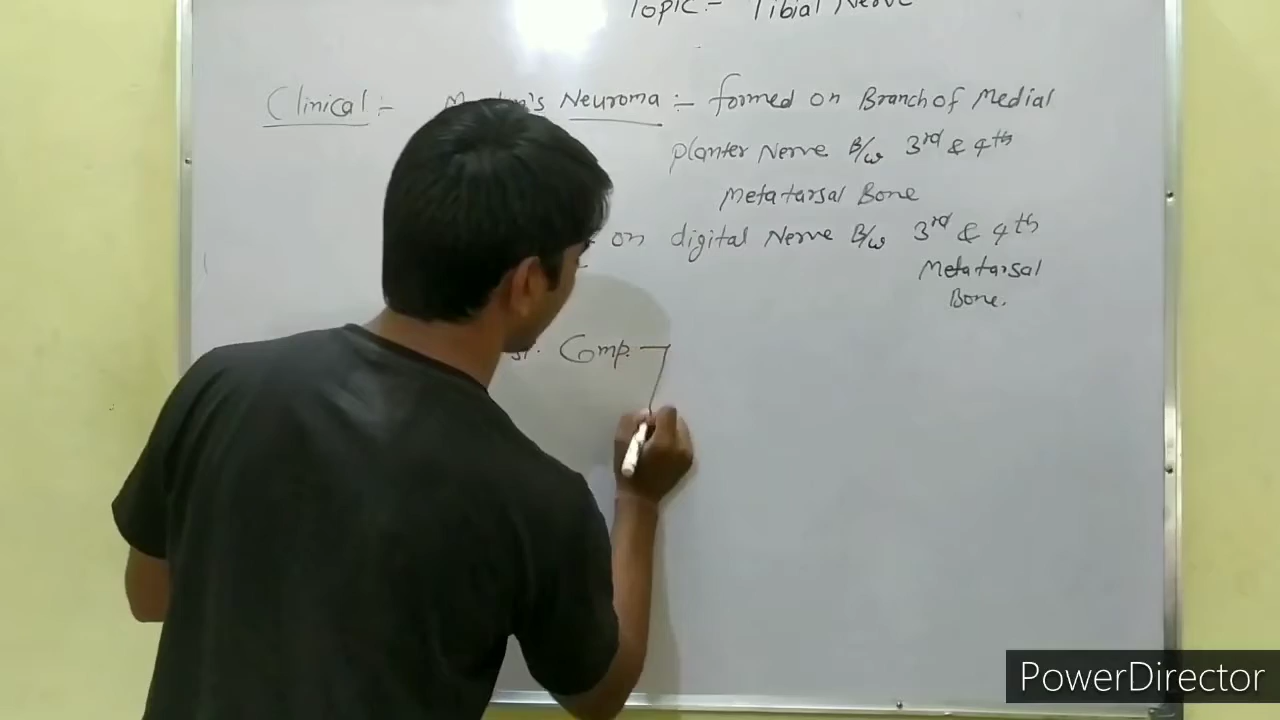 Topic:- Tibial Nerve
Clinical:- Neuroma :- formed on Branch of Medial
planter Nerve B/w 3rd & 4th
Metatarsal Bone
on digital Nerve B/w 3rd & 4th
Metatarsal
Bone.
Comp.
PowerDirector